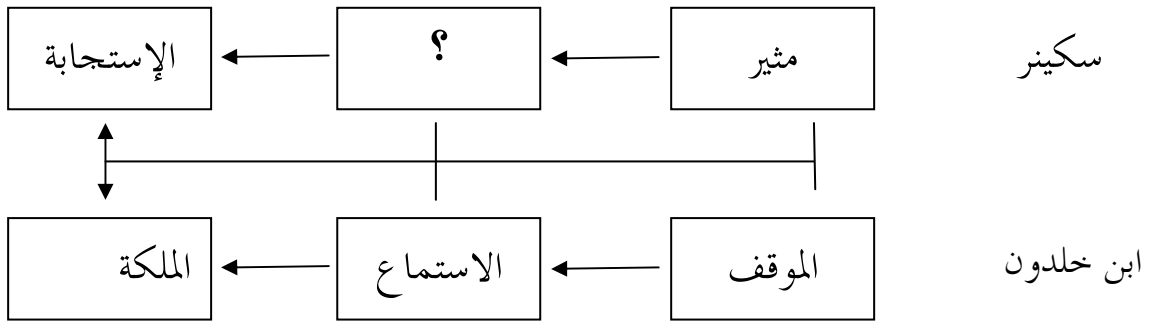 سكينر مثير ؟ الإستجابة
ابن خلدون الموقف الاستماع الملكة